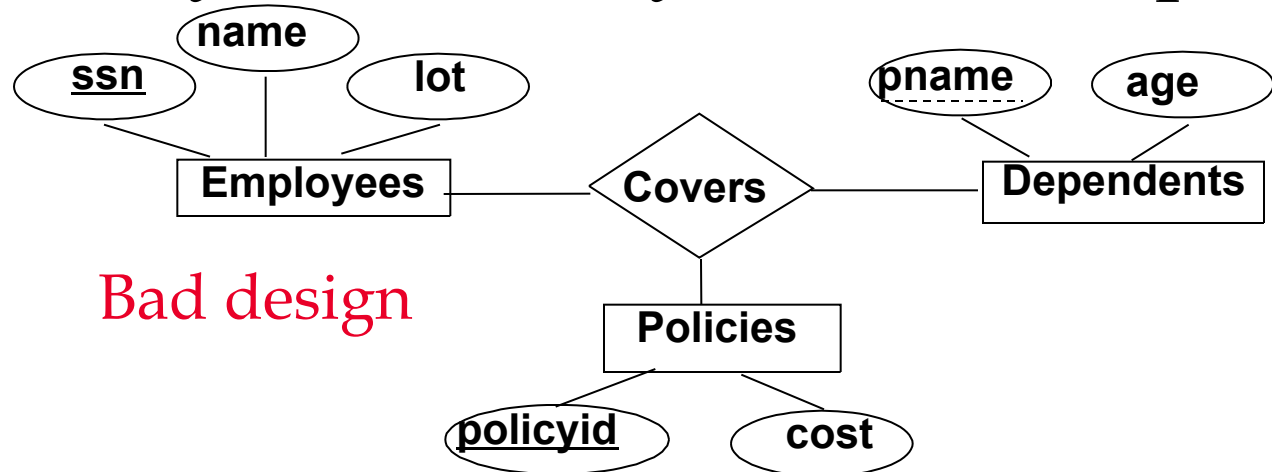 name
ssn
lot
pname
age
Employees
Covers
Dependents
Bad design
Policies
policyid
cost